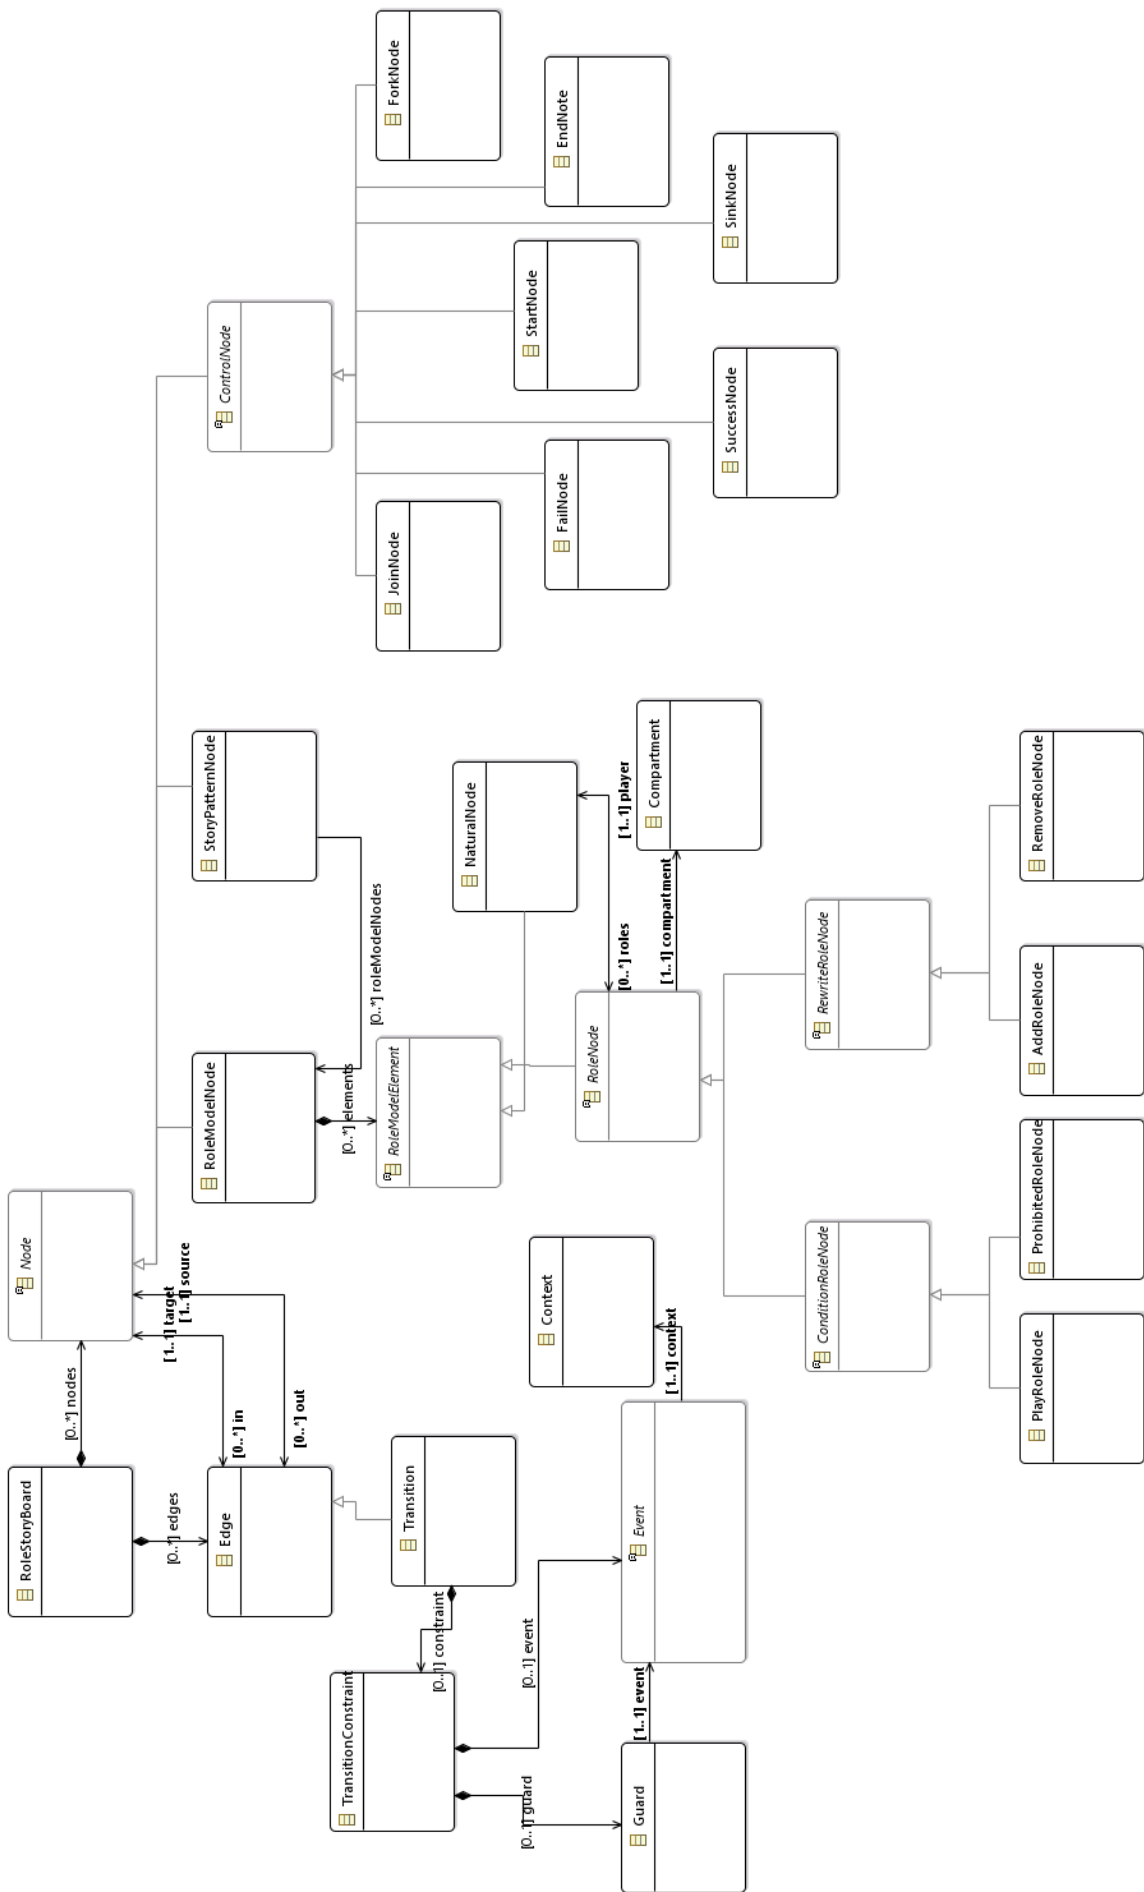 RoleStoryBoard
[0..*] nodes
Node
[0..*] edges
Edge
[0..*] in
[0..*] out
[1..1] target
[1..1] source
RoleModelNode
[0..*] roleModelNodes
StoryPatternNode
ControlNode
TransitionConstraint
[0..1] constraint
Transition
[0..*] elements
RoleModelElement
JoinNode
ForkNode
NaturalNode
StartNode
FailNode
EndNote
[0..1] guard
[0..1] event
Context
RoleNode
[0..*] roles
[1..1] player
Guard
[1..1] event
Event
[1..1] context
[1..1] compartment
Compartment
SuccessNode
SinkNode
ConditionRoleNode
RewriteRoleNode
PlayRoleNode
ProhibitedRoleNode
AddRoleNode
RemoveRoleNode